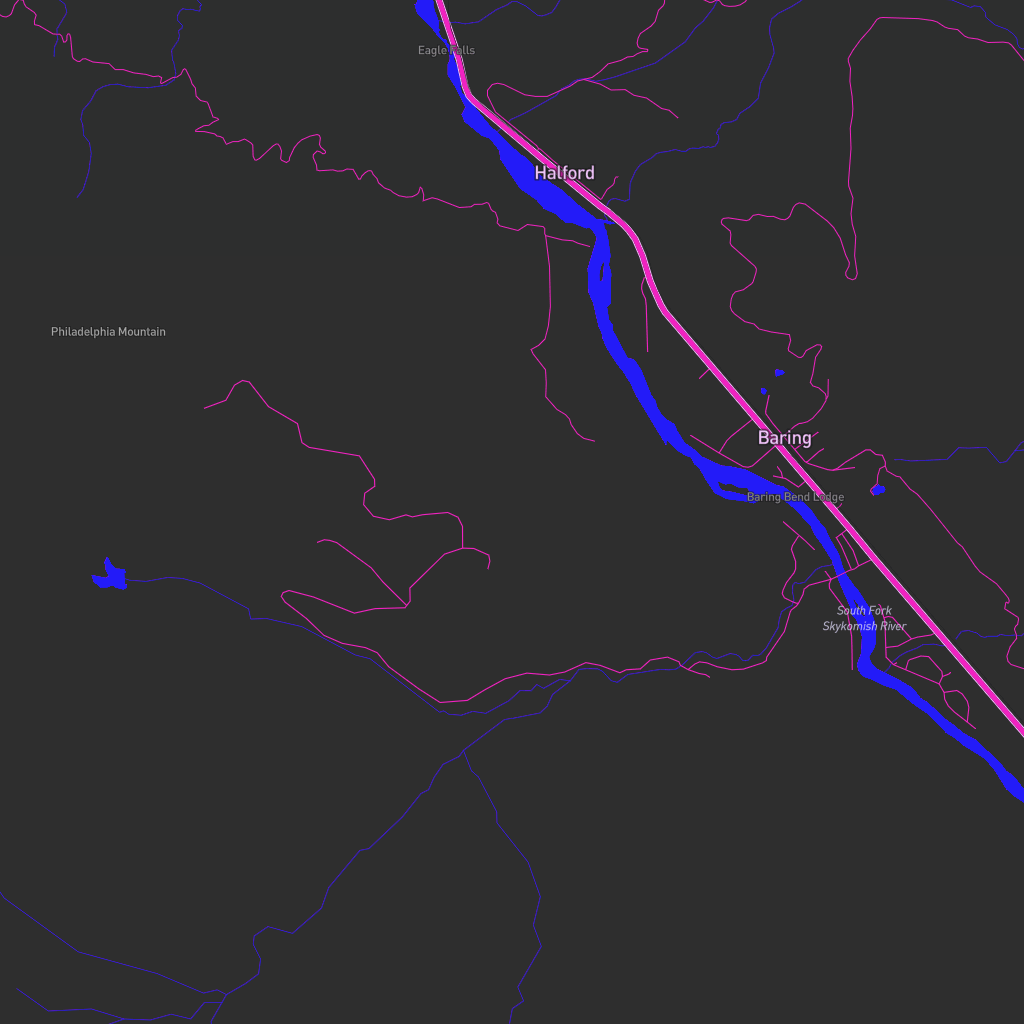 Eagle Falls
Halford
Philadelphia Mountain
Baring
Baring Bend Lodge
South Fork
Skykomish River